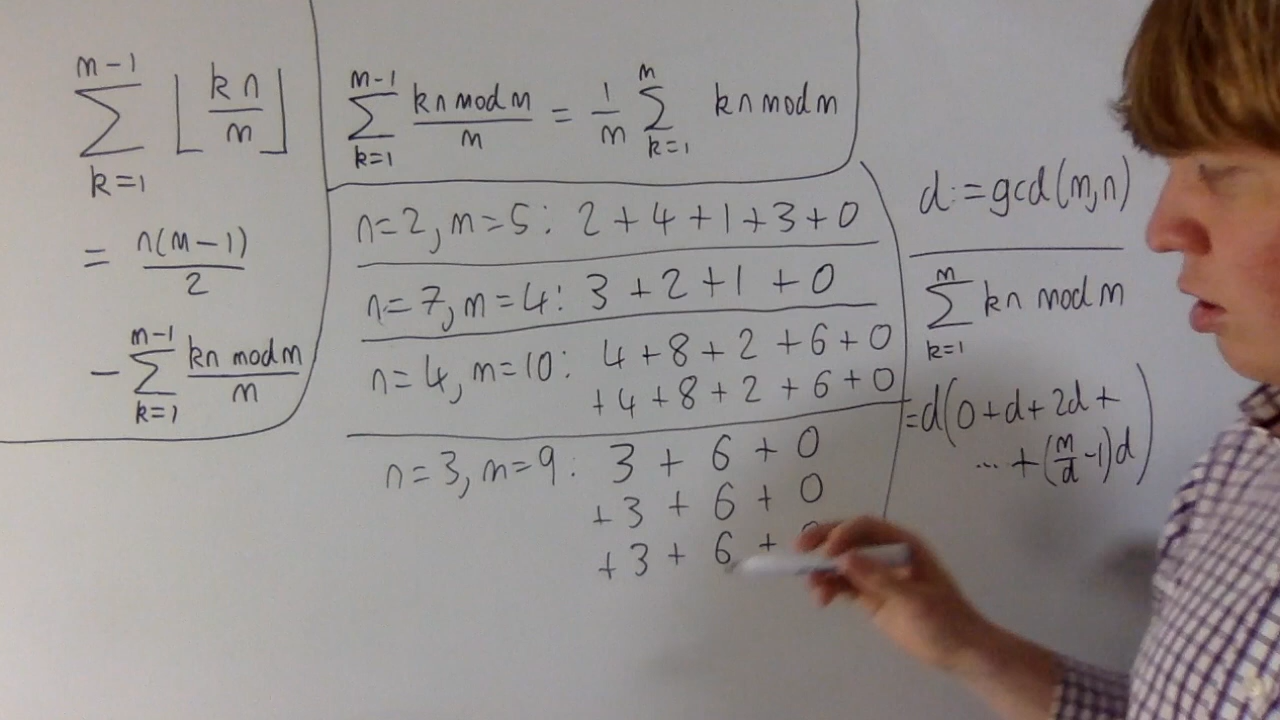 m-1
∑ ⌊ kn / m ⌋
k=1
= n(m-1) / 2
m-1
- ∑ kn mod m / m
k=1
m-1 m
∑ kn mod m / m = 1/m ∑ kn mod m
k=1 k=1
n=2, m=5: 2+4+1+3+0
n=7, m=4: 3+2+1+0
n=4, m=10: 4+8+2+6+0
+4+8+2+6+0
n=3, m=9: 3+6+0
+3+6+0
+3+6+
d:=gcd(m,n)
m
∑ kn mod m
k=1
=d(0+d+2d+
...+(m/d-1)d)